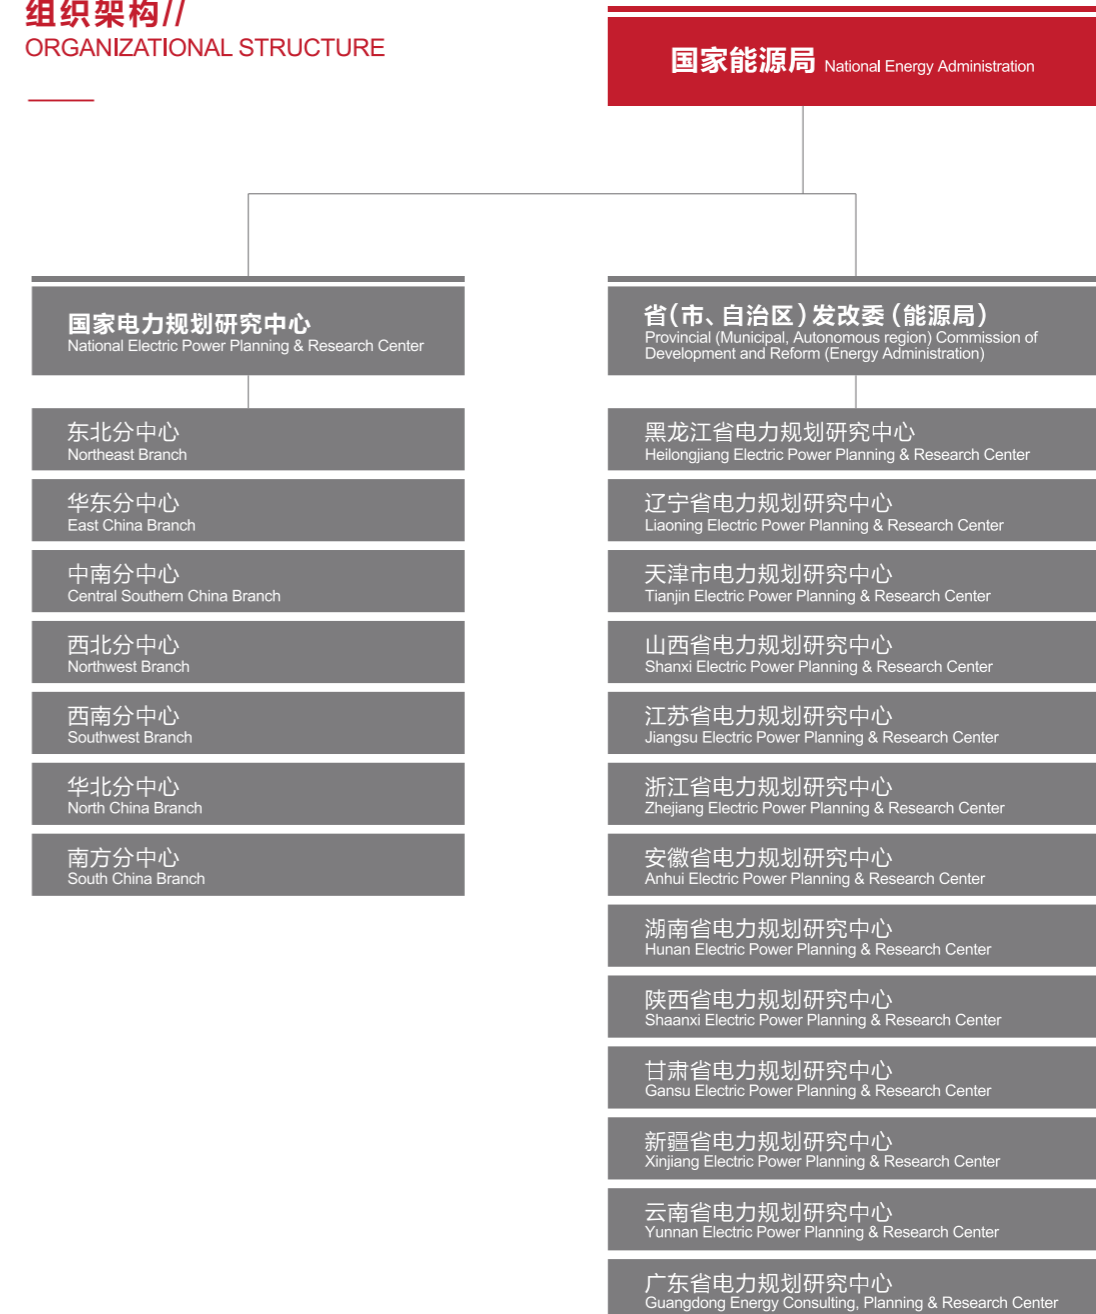 组织架构//
ORGANIZATIONAL STRUCTURE
国家能源局 National Energy Administration
国家电力规划研究中心
National Electric Power Planning & Research Center
东北分中心
Northeast Branch
华东分中心
East China Branch
中南分中心
Central Southern China Branch
西北分中心
Northwest Branch
西南分中心
Southwest Branch
华北分中心
North China Branch
南方分中心
South China Branch
省(市、自治区)发改委(能源局)
Provincial (Municipal, Autonomous region) Commission of
Development and Reform (Energy Administration)
黑龙江省电力规划研究中心
Heilongjiang Electric Power Planning & Research Center
辽宁省电力规划研究中心
Liaoning Electric Power Planning & Research Center
天津市电力规划研究中心
Tianjin Electric Power Planning & Research Center
山西省电力规划研究中心
Shanxi Electric Power Planning & Research Center
江苏省电力规划研究中心
Jiangsu Electric Power Planning & Research Center
浙江省电力规划研究中心
Zhejiang Electric Power Planning & Research Center
安徽省电力规划研究中心
Anhui Electric Power Planning & Research Center
湖南省电力规划研究中心
Hunan Electric Power Planning & Research Center
陕西省电力规划研究中心
Shaanxi Electric Power Planning & Research Center
甘肃省电力规划研究中心
Gansu Electric Power Planning & Research Center
新疆省电力规划研究中心
Xinjiang Electric Power Planning & Research Center
云南省电力规划研究中心
Yunnan Electric Power Planning & Research Center
广东省电力规划研究中心
Guangdong Energy Consulting, Planning & Research Center